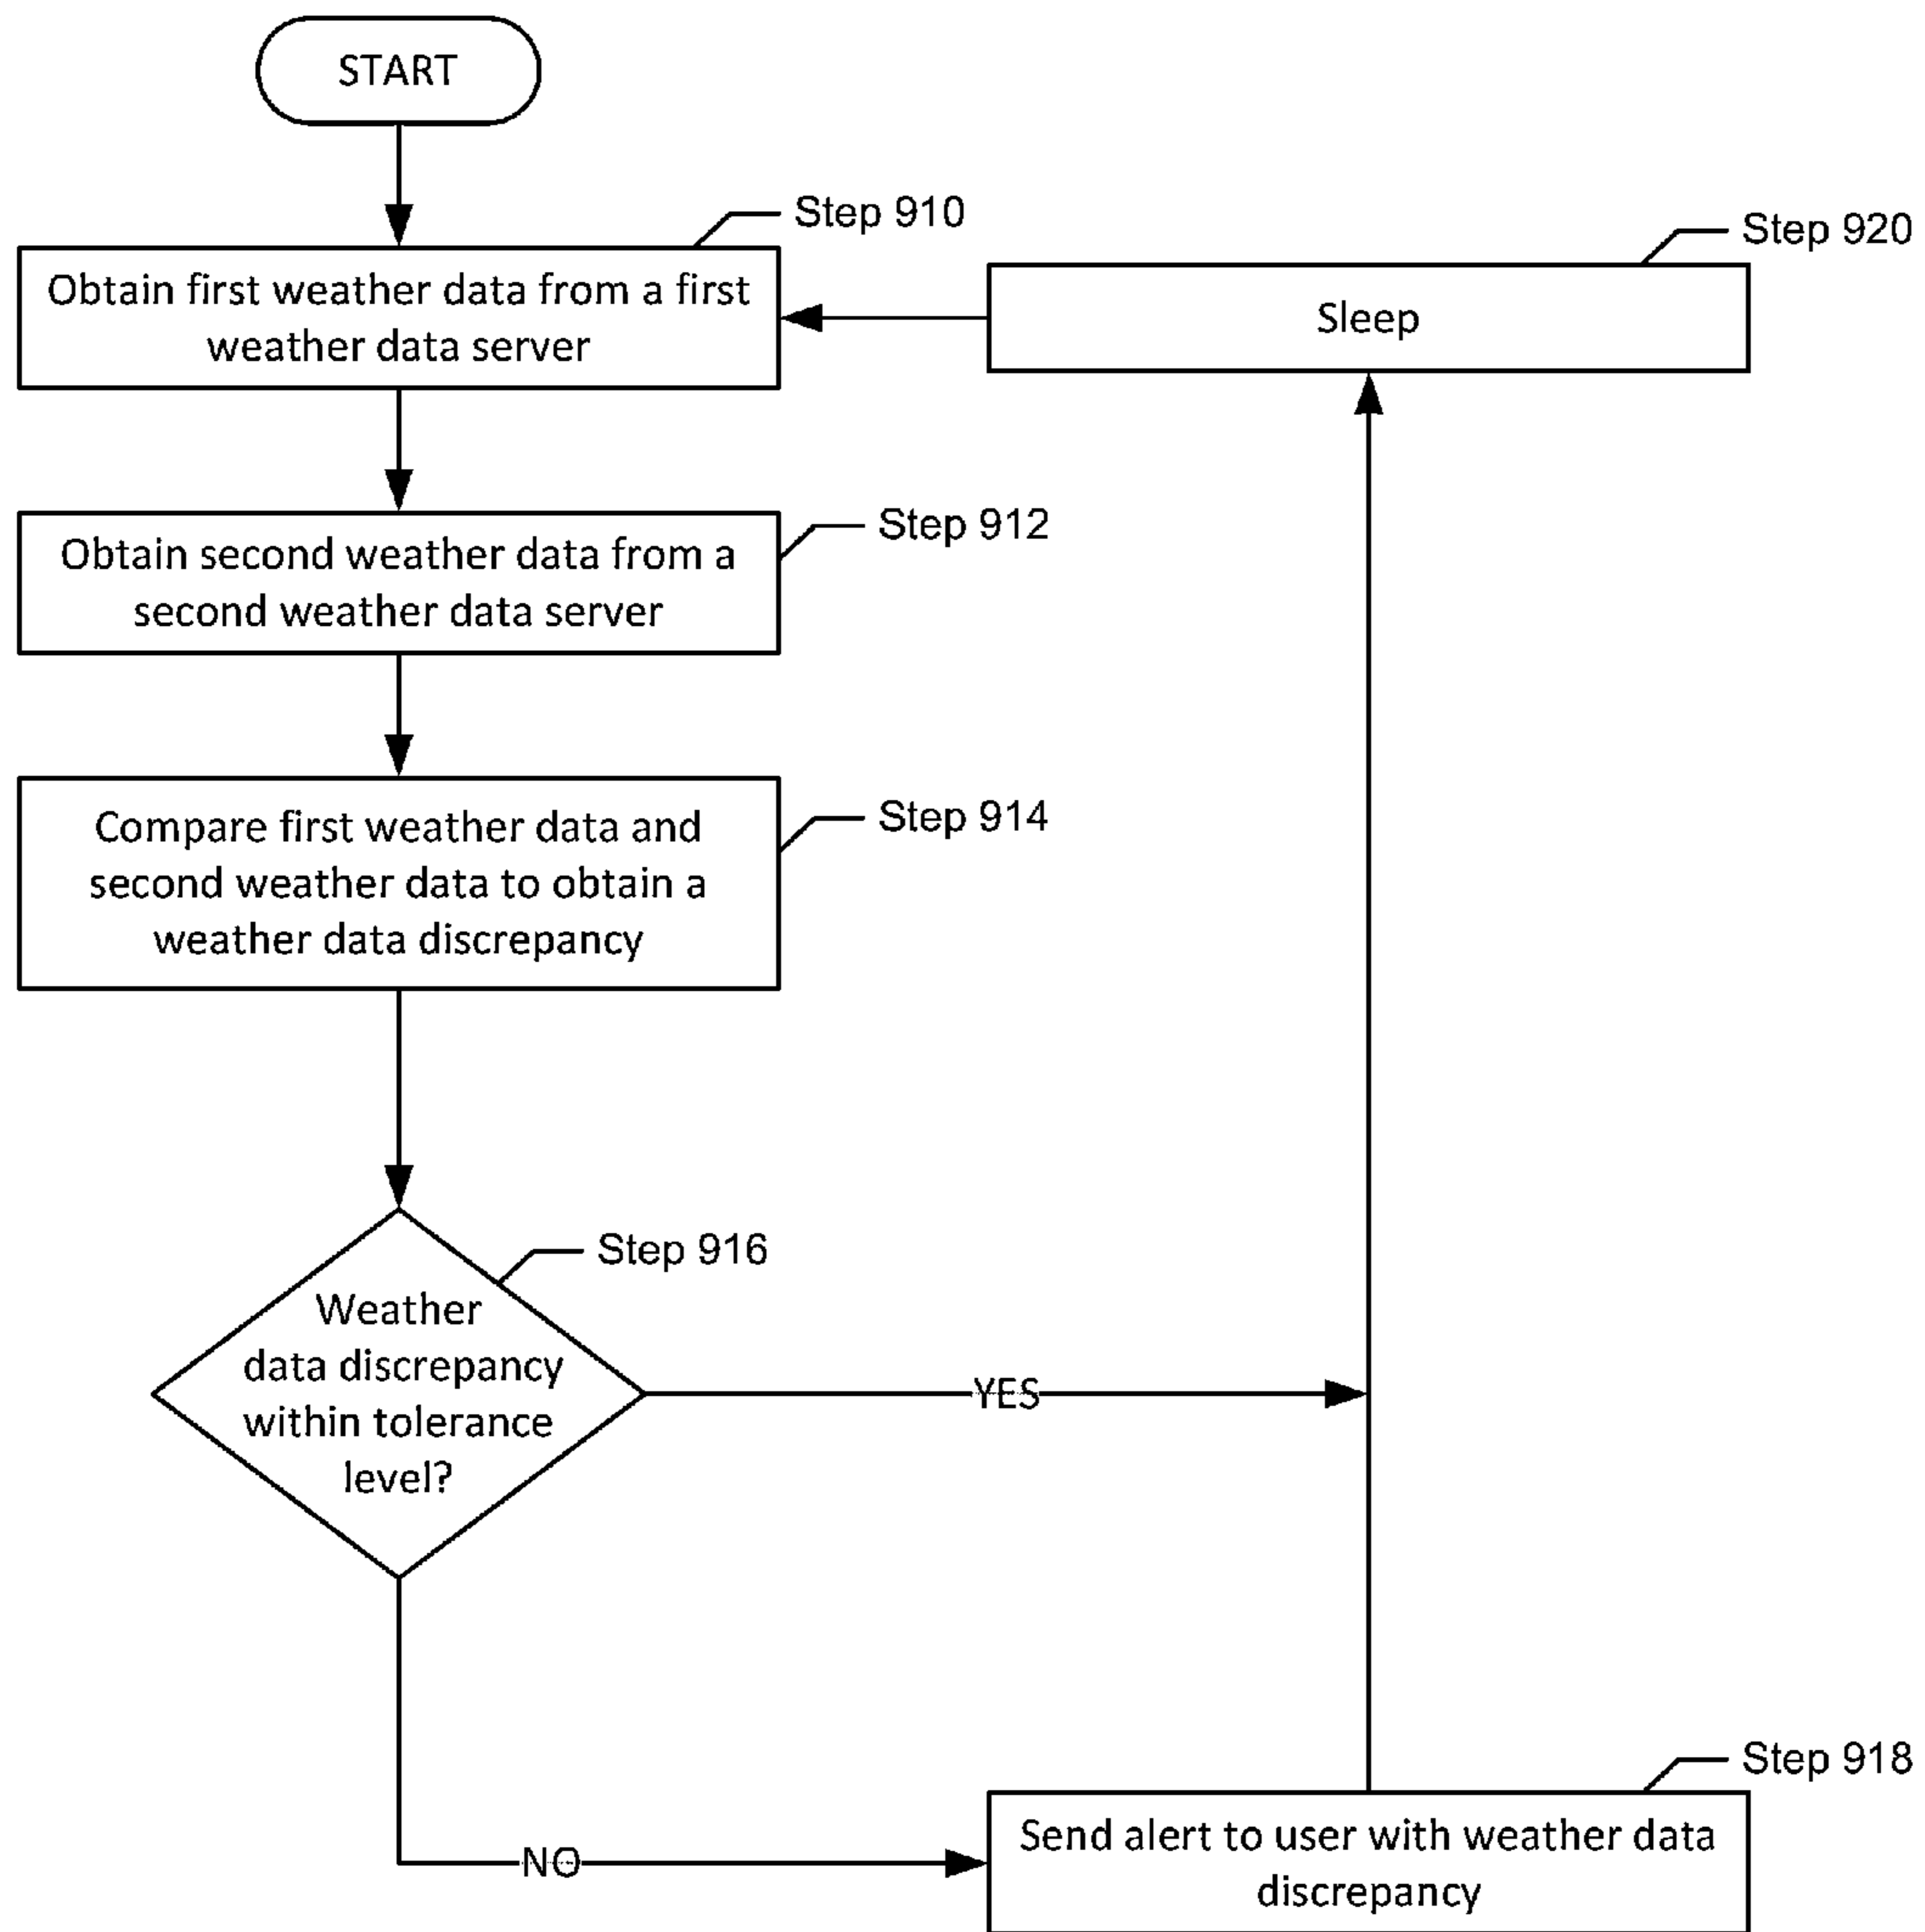 START
Step 910
Obtain first weather data from a first
weather data server
Step 920
Sleep
Step 912
Obtain second weather data from a
second weather data server
Step 914
Compare first weather data and
second weather data to obtain a
weather data discrepancy
Step 916
Weather
data discrepancy
within tolerance
level?
YES
NO
Step 918
Send alert to user with weather data
discrepancy